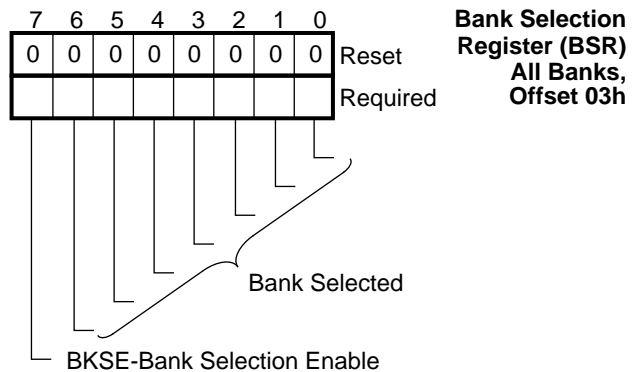 7 6 5 4 3 2 1 0
0 0 0 0 0 0 0 0 Reset
Required
Bank Selection
Register (BSR)
All Banks,
Offset 03h
Bank Selected
BKSE-Bank Selection Enable